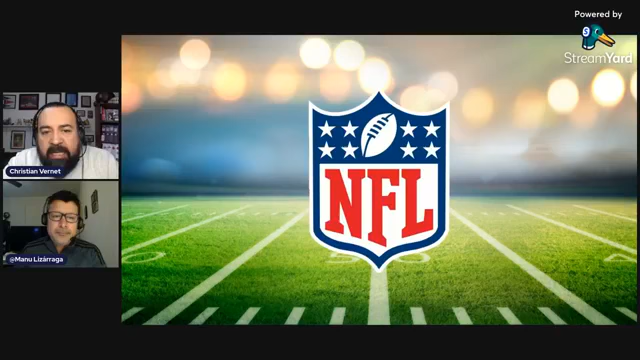 Powered by
StreamYard
Christian Vernet
@Manu Lizárraga
NFL